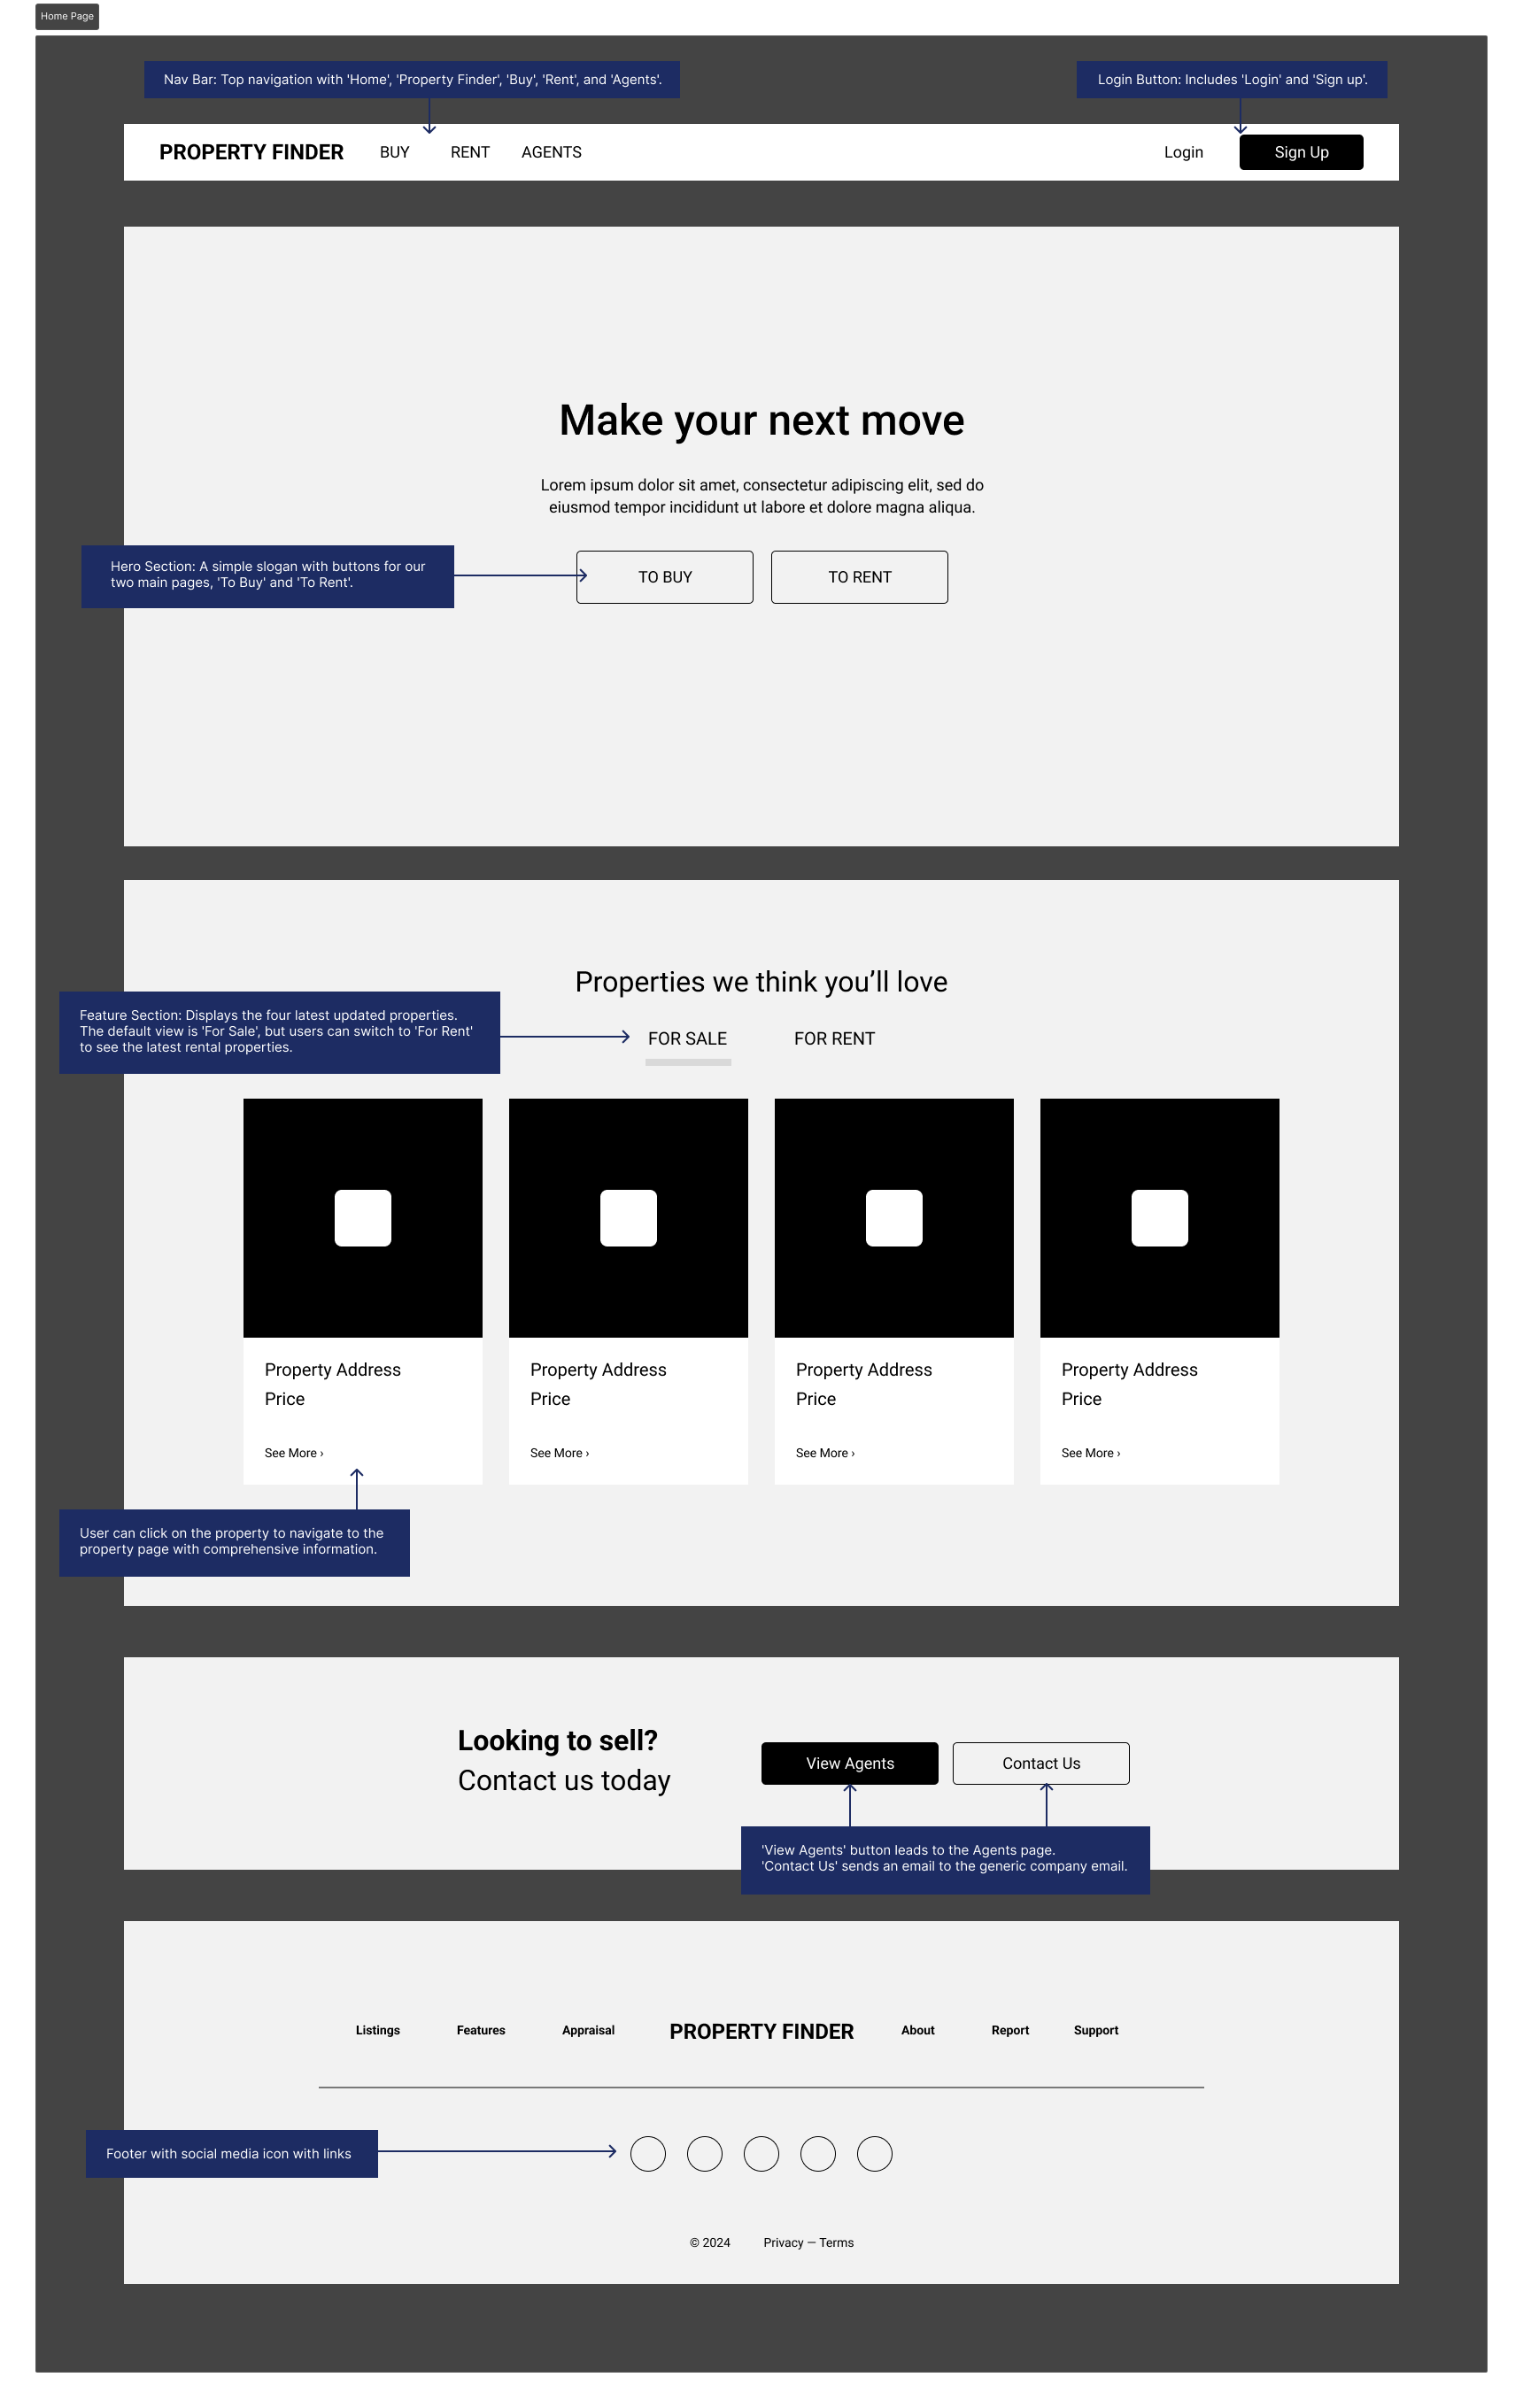 Home Page
Nav Bar: Top navigation with 'Home', 'Property Finder', 'Buy', 'Rent', and 'Agents'.
Login Button: Includes 'Login' and 'Sign up'.
PROPERTY FINDER
BUY
RENT
AGENTS
Login
Sign Up
Make your next move
Lorem ipsum dolor sit amet, consectetur adipiscing elit, sed do
eiusmod tempor incididunt ut labore et dolore magna aliqua.
Hero Section: A simple slogan with buttons for our
two main pages, 'To Buy' and 'To Rent'.
TO BUY
TO RENT
Properties we think you’ll love
Feature Section: Displays the four latest updated properties.
The default view is 'For Sale', but users can switch to 'For Rent'
to see the latest rental properties.
FOR SALE
FOR RENT
Property Address
Price
See More ›
Property Address
Price
See More ›
Property Address
Price
See More ›
Property Address
Price
See More ›
User can click on the property to navigate to the
property page with comprehensive information.
Looking to sell?
Contact us today
View Agents
Contact Us
'View Agents' button leads to the Agents page.
'Contact Us' sends an email to the generic company email.
Listings
Features
Appraisal
PROPERTY FINDER
About
Report
Support
Footer with social media icon with links
© 2024
Privacy — Terms